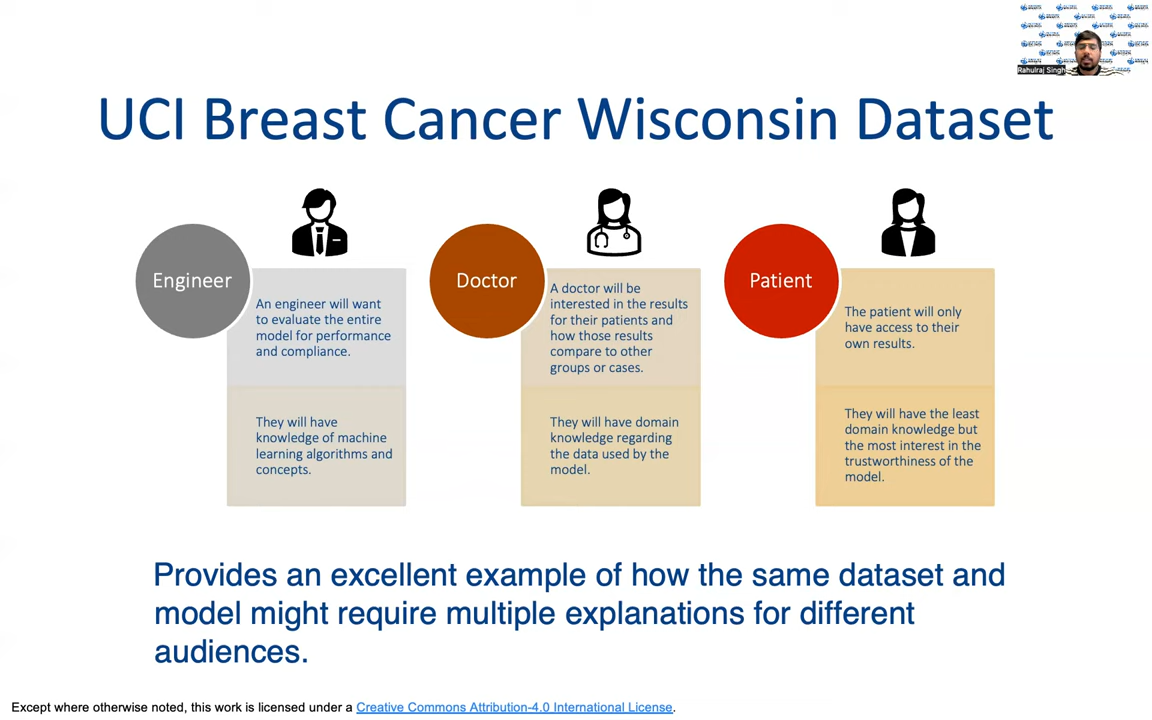 UCI Breast Cancer Wisconsin Dataset
Engineer
An engineer will want
to evaluate the entire
model for performance
and compliance.
They will have
knowledge of machine
learning algorithms and
concepts.
Doctor
A doctor will be
interested in the results
for their patients and
how those results
compare to other
groups or cases.
They will have domain
knowledge regarding
the data used by the
model.
Patient
The patient will only
have access to their
own results.
They will have the least
domain knowledge but
the most interest in the
trustworthiness of the
model.
Provides an excellent example of how the same dataset and
model might require multiple explanations for different
audiences.
Except where otherwise noted, this work is licensed under a Creative Commons Attribution-4.0 International License.
Rahulraj Singh